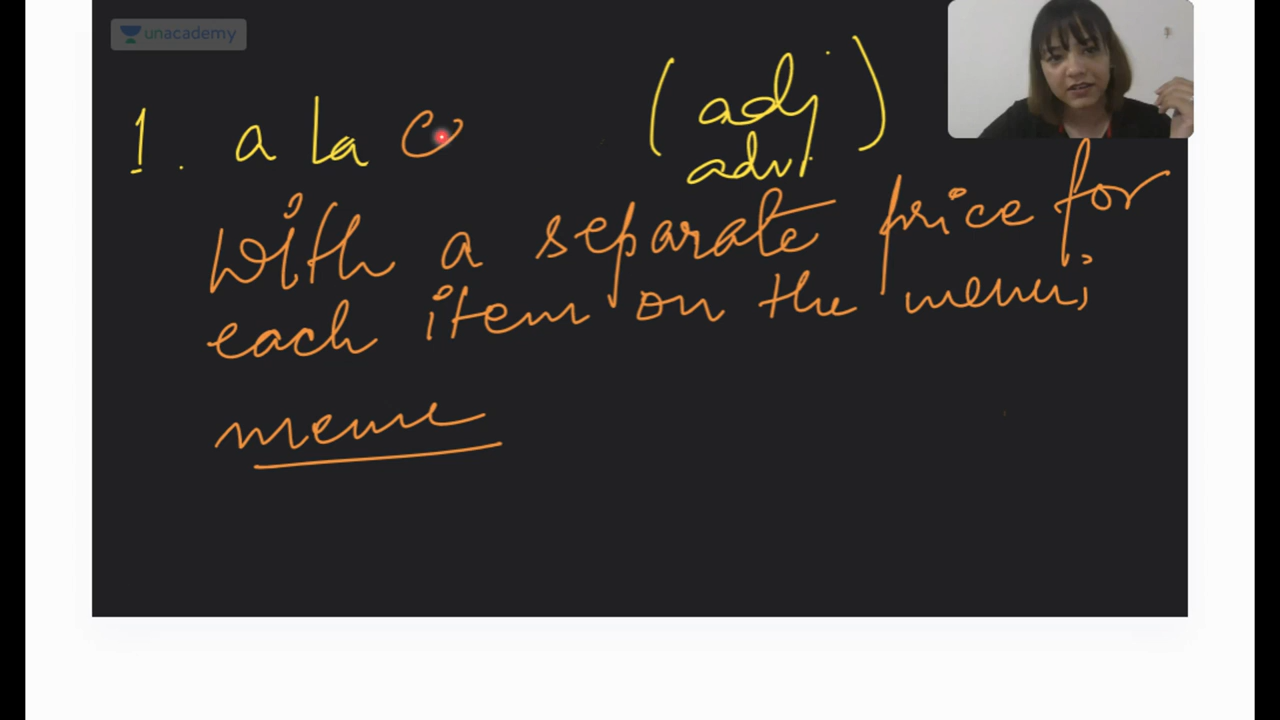 unacademy
1. a la c (adj
adv)
with a separate price for
each item on the menu;
menu